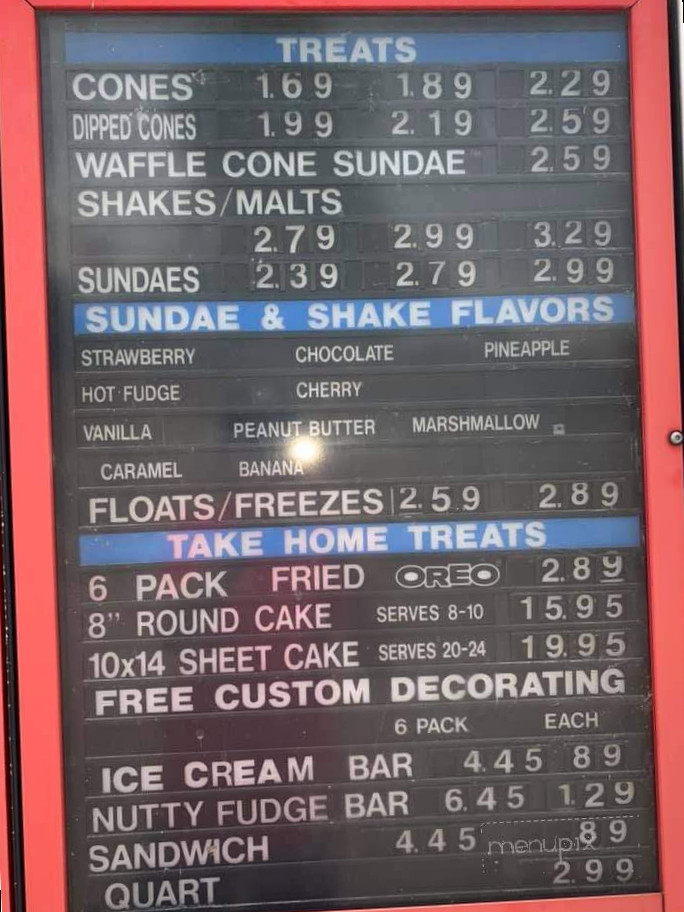 TREATS
CONES 1.69 1.89 2.29
DIPPED CONES 1.99 2.19 2.59
WAFFLE CONE SUNDAE 2.59
SHAKES/MALTS
2.79 2.99 3.29
SUNDAES 2.39 2.79 2.99
SUNDAE & SHAKE FLAVORS
STRAWBERRY CHOCOLATE PINEAPPLE
HOT FUDGE CHERRY
VANILLA PEANUT BUTTER MARSHMALLOW
CARAMEL BANANA
FLOATS/FREEZES 2.59 2.89
TAKE HOME TREATS
6 PACK FRIED OREO 2.89
8" ROUND CAKE SERVES 8-10 15.95
10x14 SHEET CAKE SERVES 20-24 19.95
FREE CUSTOM DECORATING
6 PACK EACH
ICE CREAM BAR 4.45 89
NUTTY FUDGE BAR 6.45 1.29
SANDWICH 4.45 89
menupix
QUART 2.99